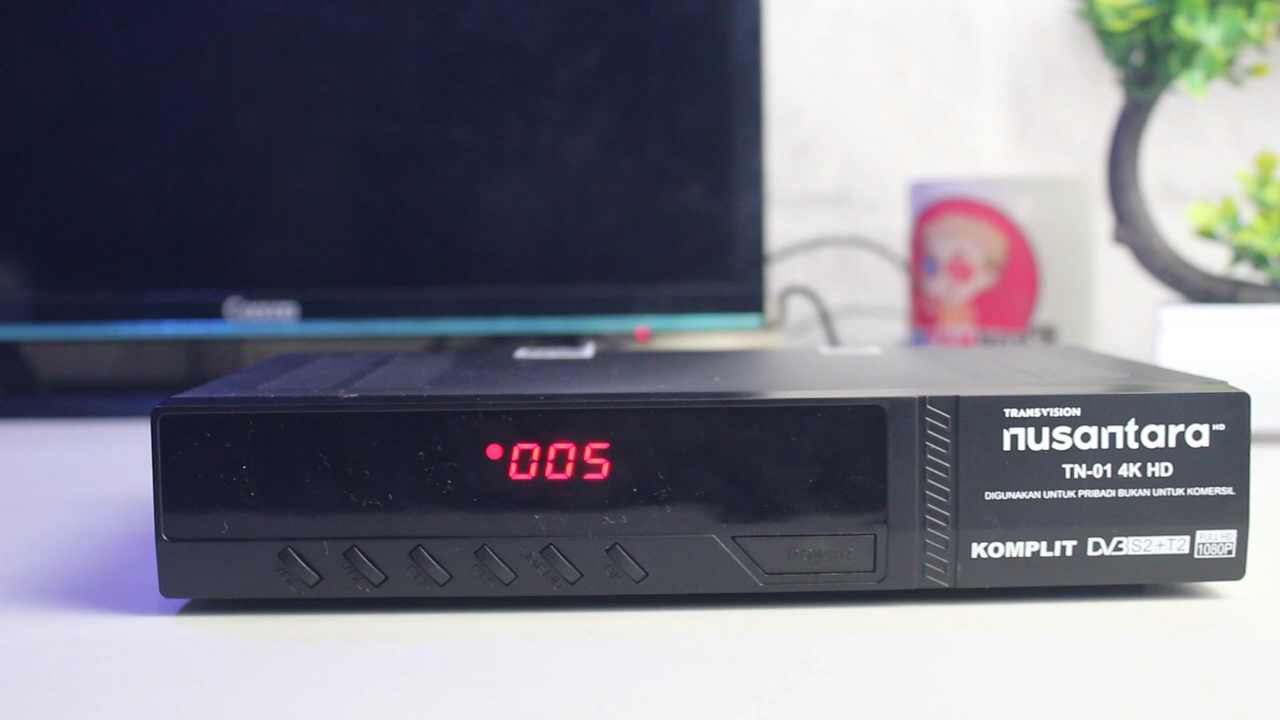 005
TRANSVISION
nusantara HD
TN-01 4K HD
DIGUNAKAN UNTUK PRIBADI BUKAN UNTUK KOMERSIL
KOMPLIT DVB S2+T2 FULL HD 1080P
POWER